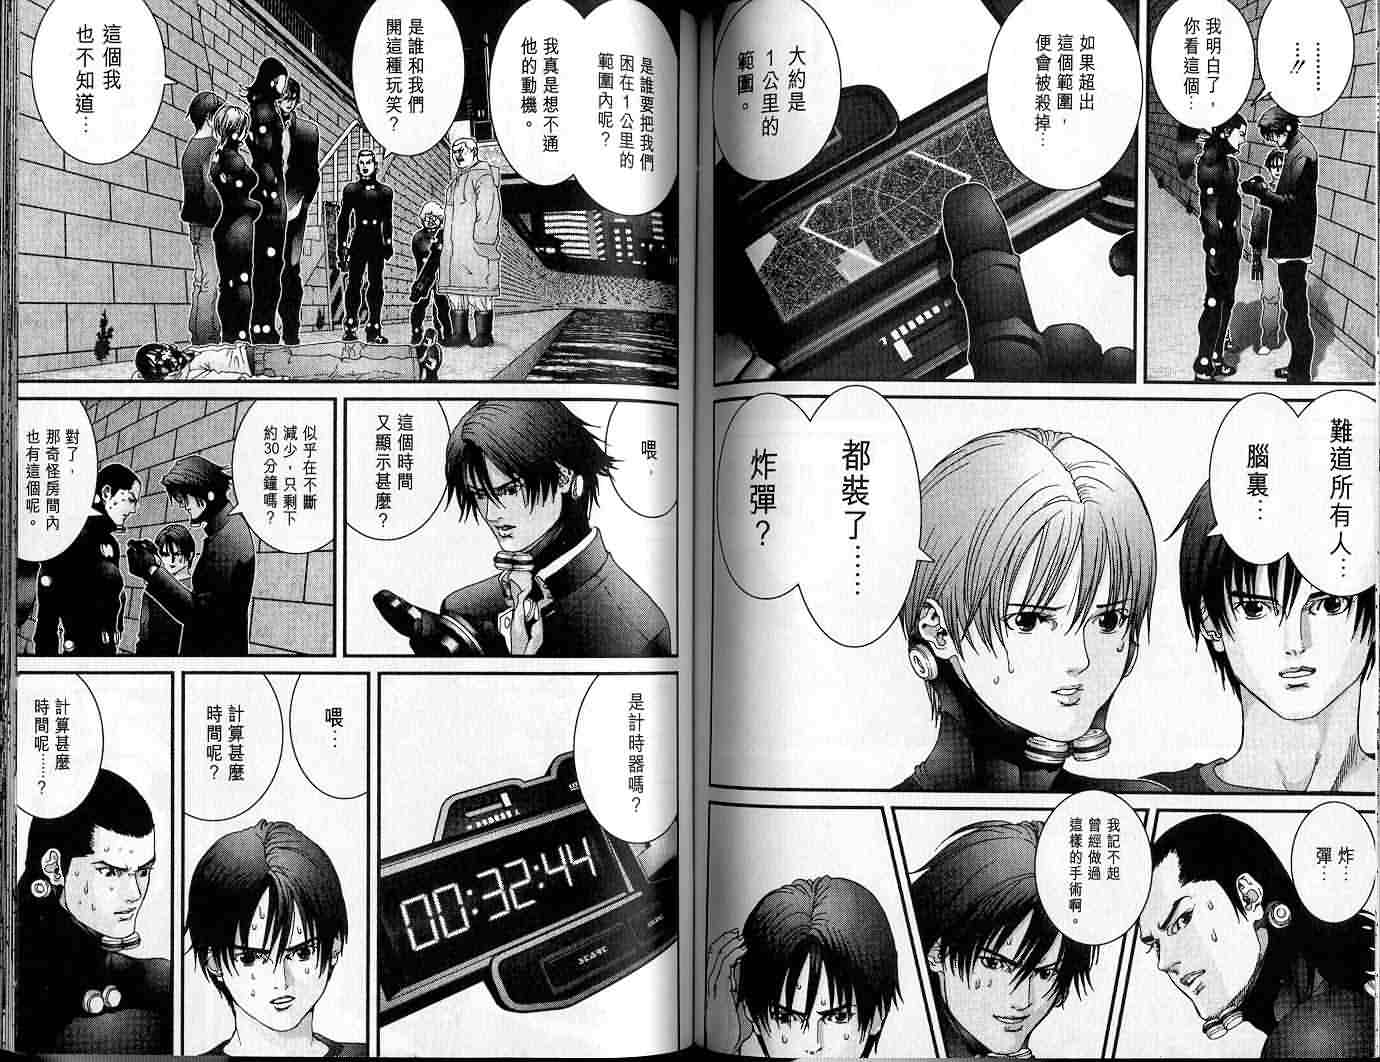 ………
!!
我明白了，
你看這個…
如果超出
這個範圍，
便會被殺掉…
大約是
1公里的
範圍。
難道所有人…
腦裏…
都裝了……
炸彈？
炸…
彈…
我記不起
曾經做過
這樣的手術啊。
是誰要把我們
困在1公里的
範圍內呢？
我真是想不通
他的動機。
是誰和我們
開這種玩笑？
這個我
也不知道…
喂，
這個時間
又顯示甚麼？
似乎在不斷
減少，只剩下
約30分鐘嗎？
對了，
那奇怪房間內
也有這個呢。
是計時器嗎？
00:32:44
喂…
計算甚麼
時間呢？
計算甚麼
時間呢……？